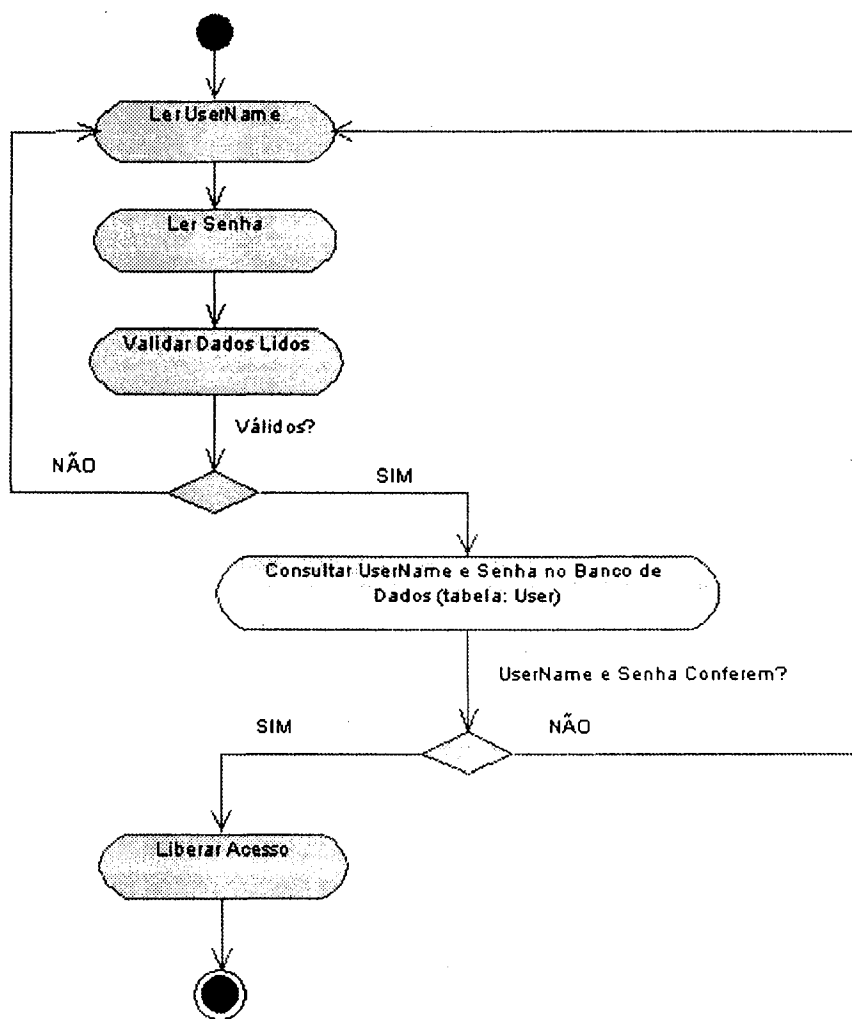 Ler UserName
Ler Senha
Validar Dados Lidos
Válidos?
NÃO
SIM
Consultar UserName e Senha no Banco de
Dados (tabela: User)
UserName e Senha Conferem?
SIM
NÃO
Liberar Acesso